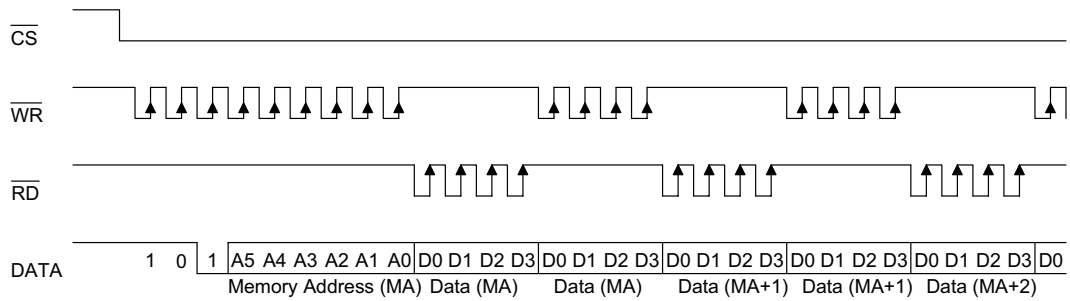 CS
WR
RD
DATA 1 0 1 A5 A4 A3 A2 A1 A0 D0 D1 D2 D3 D0 D1 D2 D3 D0 D1 D2 D3 D0 D1 D2 D3 D0 D1 D2 D3 D0
Memory Address (MA) Data (MA) Data (MA) Data (MA+1) Data (MA+1) Data (MA+2)